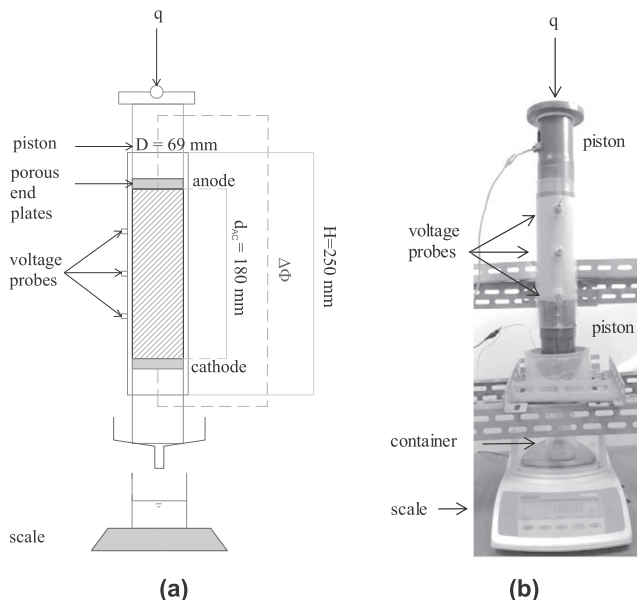 q
piston
D = 69 mm
porous
end
plates
anode
voltage
probes
d_AC = 180 mm
ΔΦ
H=250 mm
cathode
scale
(a)
q
piston
voltage
probes
piston
container
scale
(b)